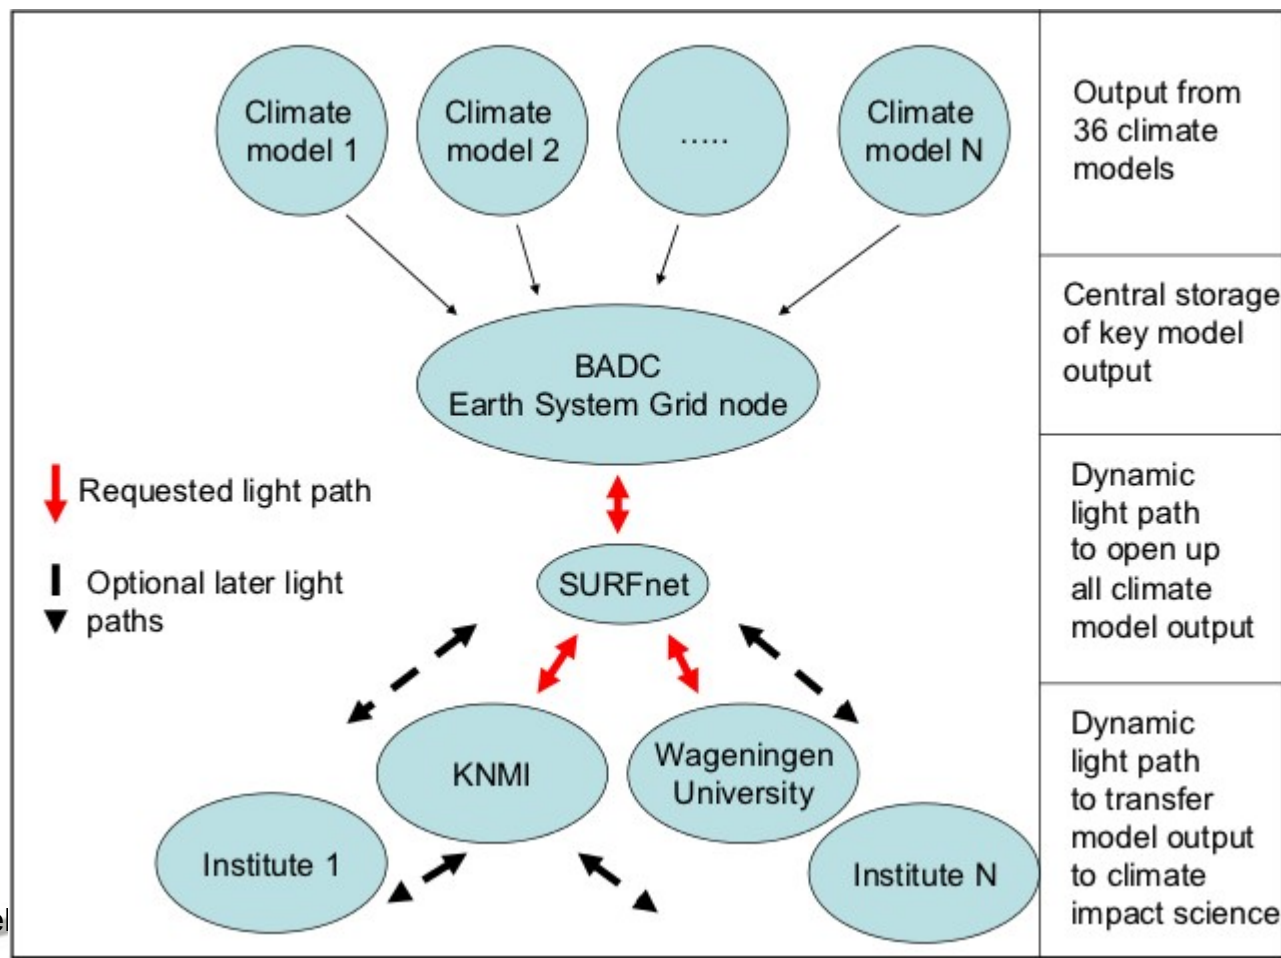 Climate
model 1
Climate
model 2
.....
Climate
model N
Output from
36 climate
models
BADC
Earth System Grid node
Central storage
of key model
output
Requested light path
Optional later light
paths
SURFnet
Dynamic
light path
to open up
all climate
model output
KNMI
Wageningen
University
Institute 1
Institute N
Dynamic
light path
to transfer
model output
to climate
impact science